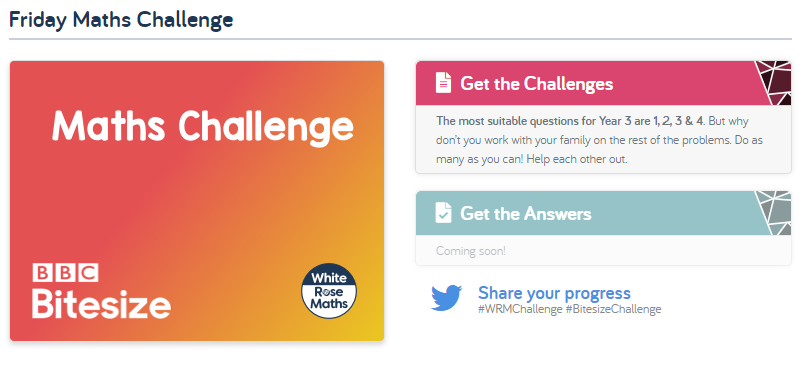 Friday Maths Challenge
Maths Challenge
BBC
Bitesize
White
Rose
Maths
Get the Challenges
The most suitable questions for Year 3 are 1, 2, 3 & 4. But why
don't you work with your family on the rest of the problems. Do as
many as you can! Help each other out.
Get the Answers
Coming soon!
Share your progress
#WRMChallenge #BitesizeChallenge